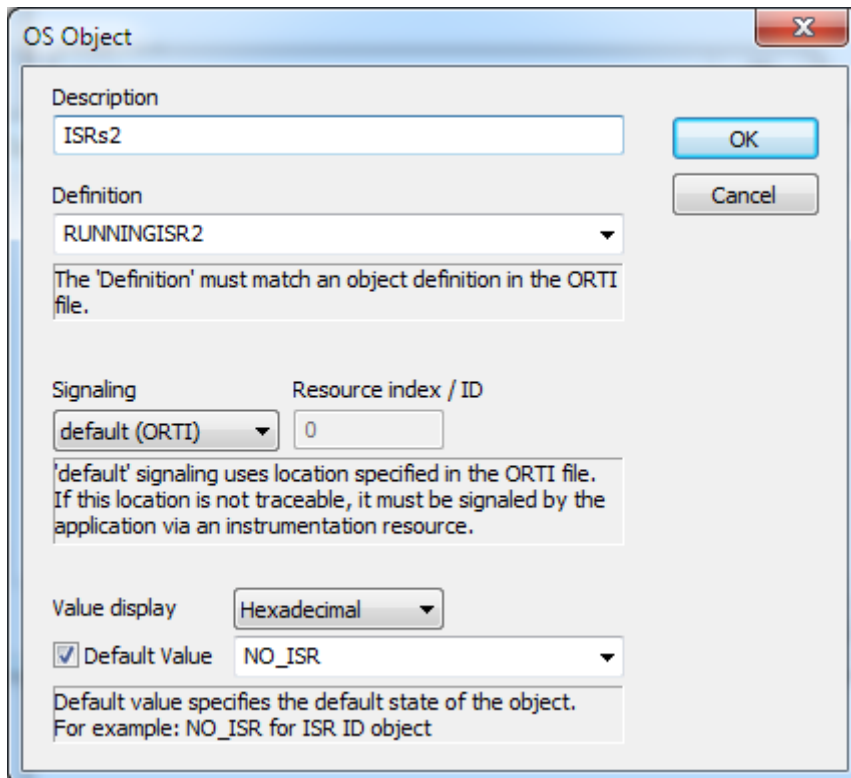 OS Object
Description
ISRs2
OK
Definition
Cancel
RUNNINGISR2
The 'Definition' must match an object definition in the ORTI
file.
Signaling
Resource index / ID
default (ORTI)
0
'default' signaling uses location specified in the ORTI file.
If this location is not traceable, it must be signaled by the
application via an instrumentation resource.
Value display
Hexadecimal
Default Value
NO_ISR
Default value specifies the default state of the object.
For example: NO_ISR for ISR ID object